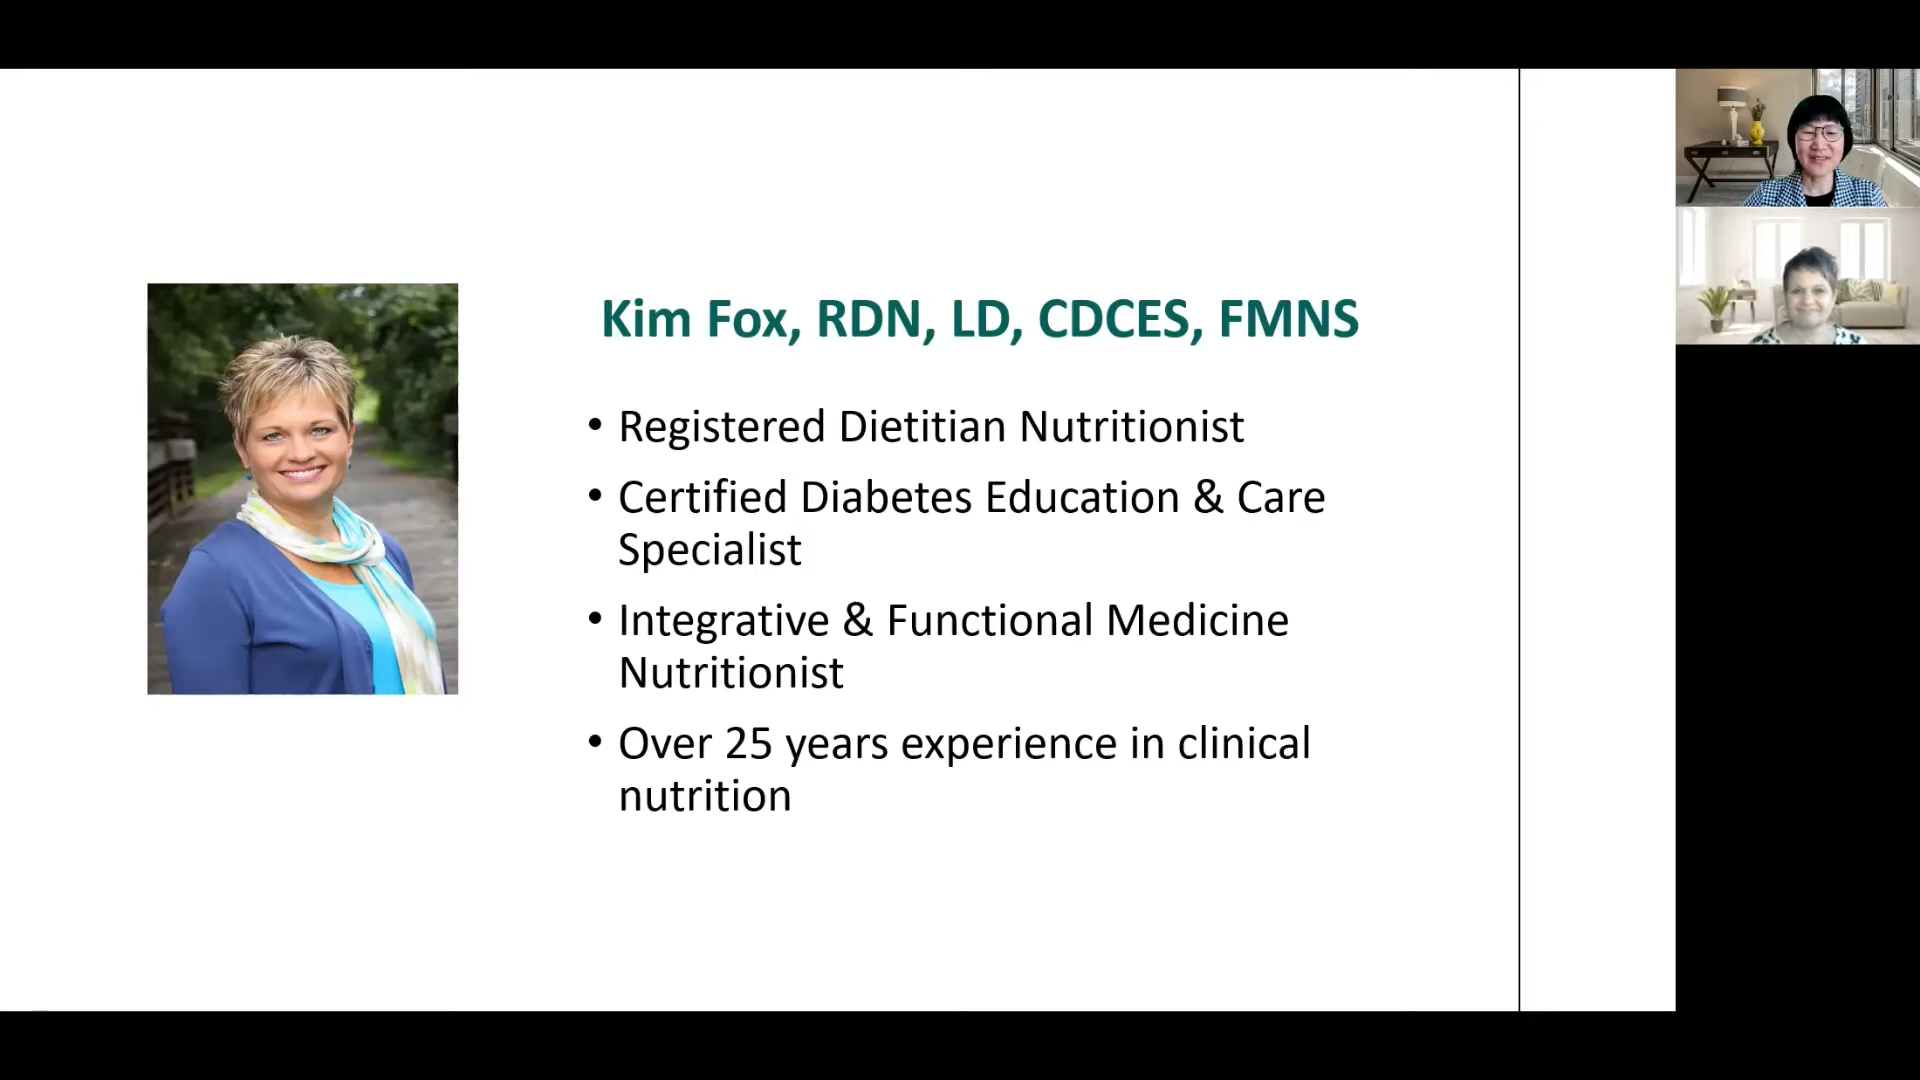 Kim Fox, RDN, LD, CDCES, FMNS
• Registered Dietitian Nutritionist
• Certified Diabetes Education & Care
Specialist
• Integrative & Functional Medicine
Nutritionist
• Over 25 years experience in clinical
nutrition